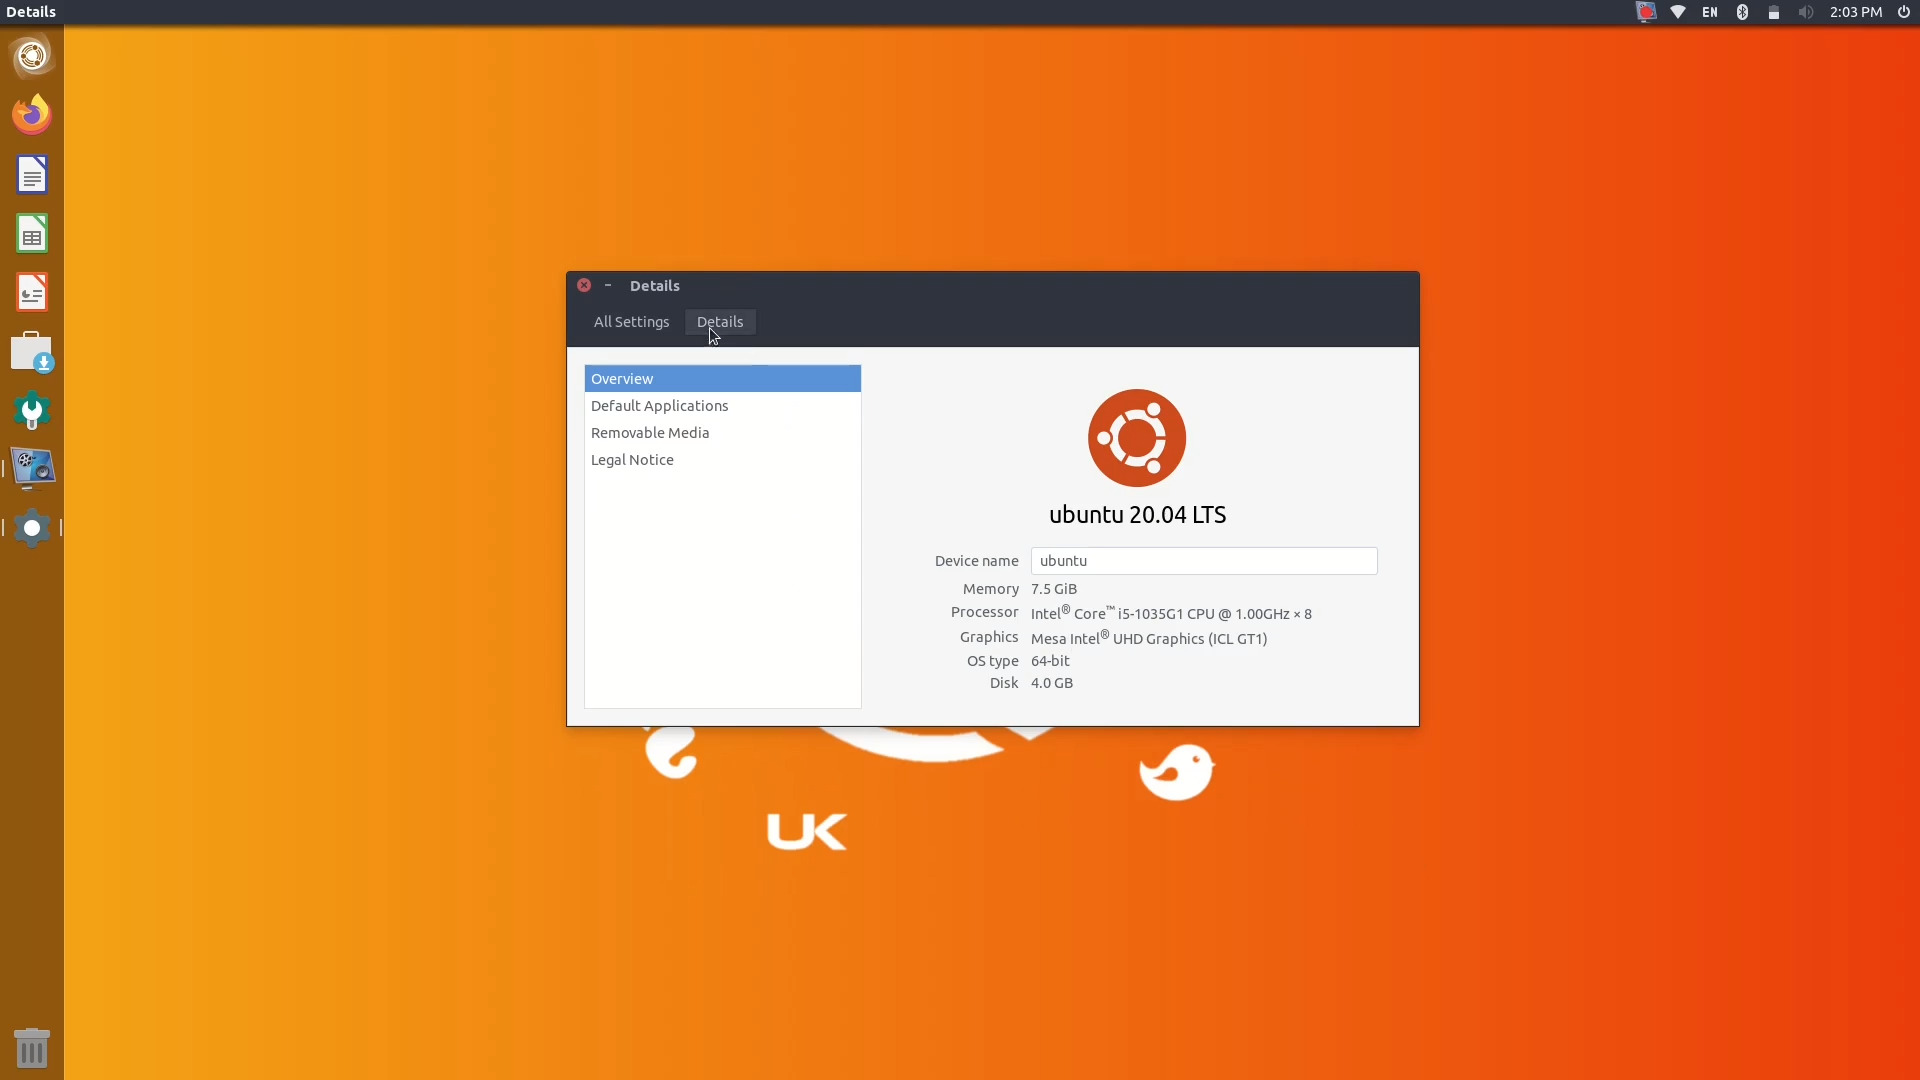 Details
EN
2:03 PM
Details
All Settings
Details
Overview
Default Applications
Removable Media
Legal Notice
ubuntu 20.04 LTS
Device name ubuntu
Memory 7.5 GiB
Processor Intel® Core™ i5-1035G1 CPU @ 1.00GHz × 8
Graphics Mesa Intel® UHD Graphics (ICL GT1)
OS type 64-bit
Disk 4.0 GB
UK